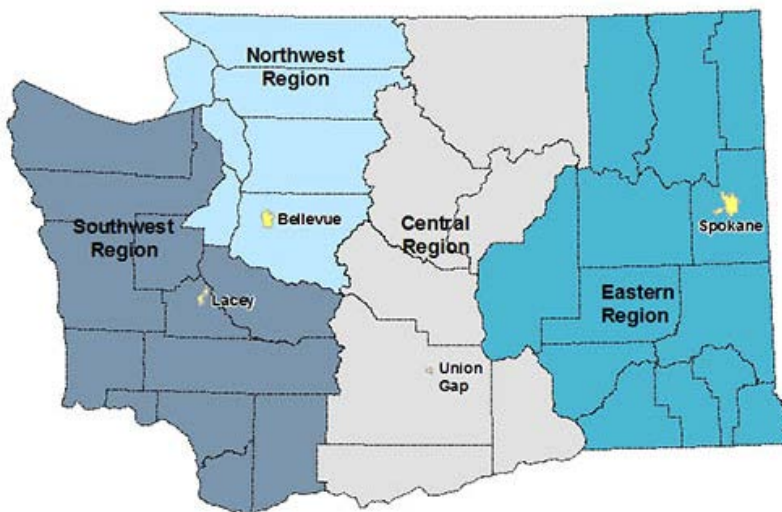 Northwest
Region
Bellevue
Southwest
Region
Central
Region
Spokane
Lacey
Eastern
Region
Union
Gap